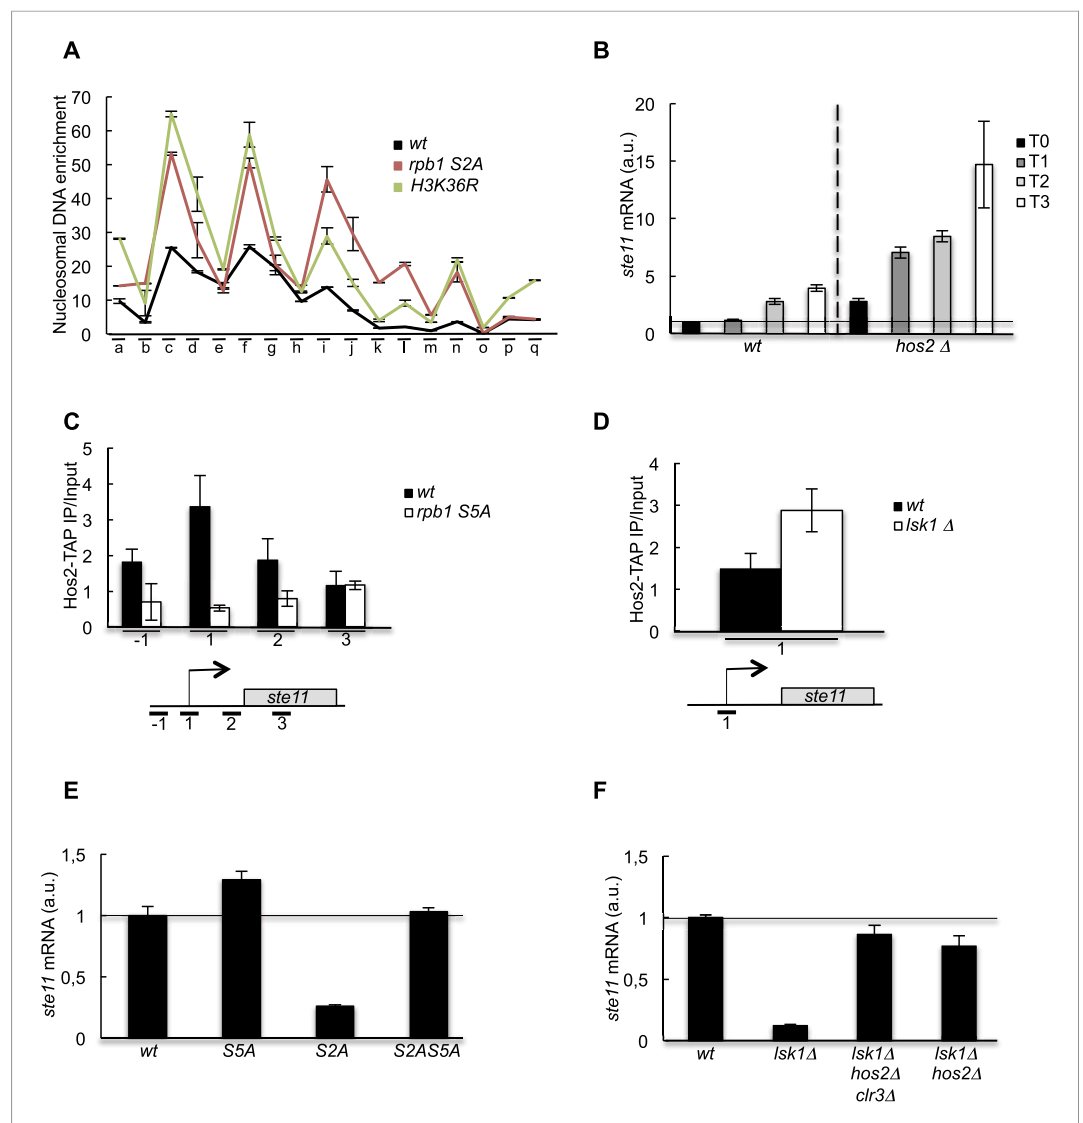 A
Nucleosomal DNA enrichment
70
60
50
40
30
20
10
0
a b c d e f g h i j k l m n o p q
wt
rpb1 S2A
H3K36R
B
ste11 mRNA (a.u.)
20
15
10
5
0
wt hos2 Δ
T0
T1
T2
T3
C
Hos2-TAP IP/Input
5
4
3
2
1
0
-1 1 2 3
wt
rpb1 S5A
ste11
-1 1 2 3
D
Hos2-TAP IP/Input
4
3
2
1
0
1
wt
lsk1 Δ
ste11
1
E
ste11 mRNA (a.u.)
1,5
1
0,5
0
wt S5A S2A S2AS5A
F
ste11 mRNA (a.u.)
1,5
1
0,5
0
wt lsk1Δ lsk1Δ lsk1Δ
hos2Δ hos2Δ
clr3Δ